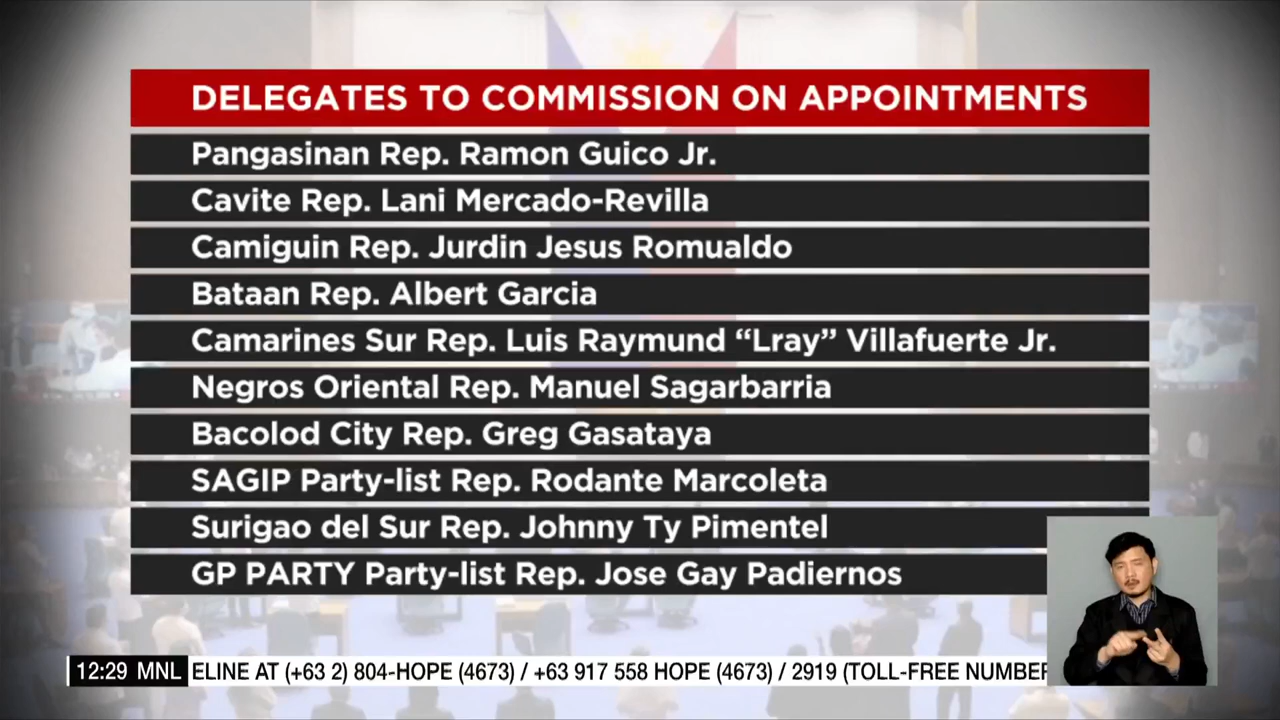 DELEGATES TO COMMISSION ON APPOINTMENTS
Pangasinan Rep. Ramon Guico Jr.
Cavite Rep. Lani Mercado-Revilla
Camiguin Rep. Jurdin Jesus Romualdo
Bataan Rep. Albert Garcia
Camarines Sur Rep. Luis Raymund “Lray” Villafuerte Jr.
Negros Oriental Rep. Manuel Sagarbarria
Bacolod City Rep. Greg Gasataya
SAGIP Party-list Rep. Rodante Marcoleta
Surigao del Sur Rep. Johnny Ty Pimentel
GP PARTY Party-list Rep. Jose Gay Padiernos
12:29 MNL ELINE AT (+63 2) 804-HOPE (4673) / +63 917 558 HOPE (4673) / 2919 (TOLL-FREE NUMBER